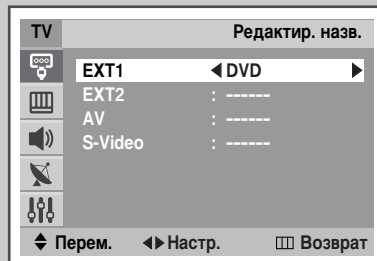 TV Редактир. назв.
EXT1 ◀ DVD ▶
EXT2 : ------
AV : ------
S-Video : ------
Перем. Настр. Возврат